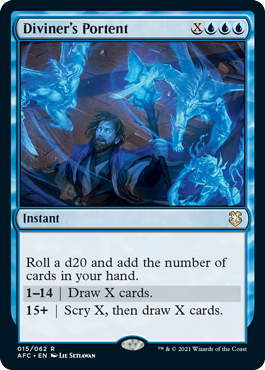 Diviner's Portent X
Instant
Roll a d20 and add the number of
cards in your hand.
1–14 | Draw X cards.
15+ | Scry X, then draw X cards.
015/062 R
AFC • EN Lie Setiawan
™ & © 2021 Wizards of the Coast